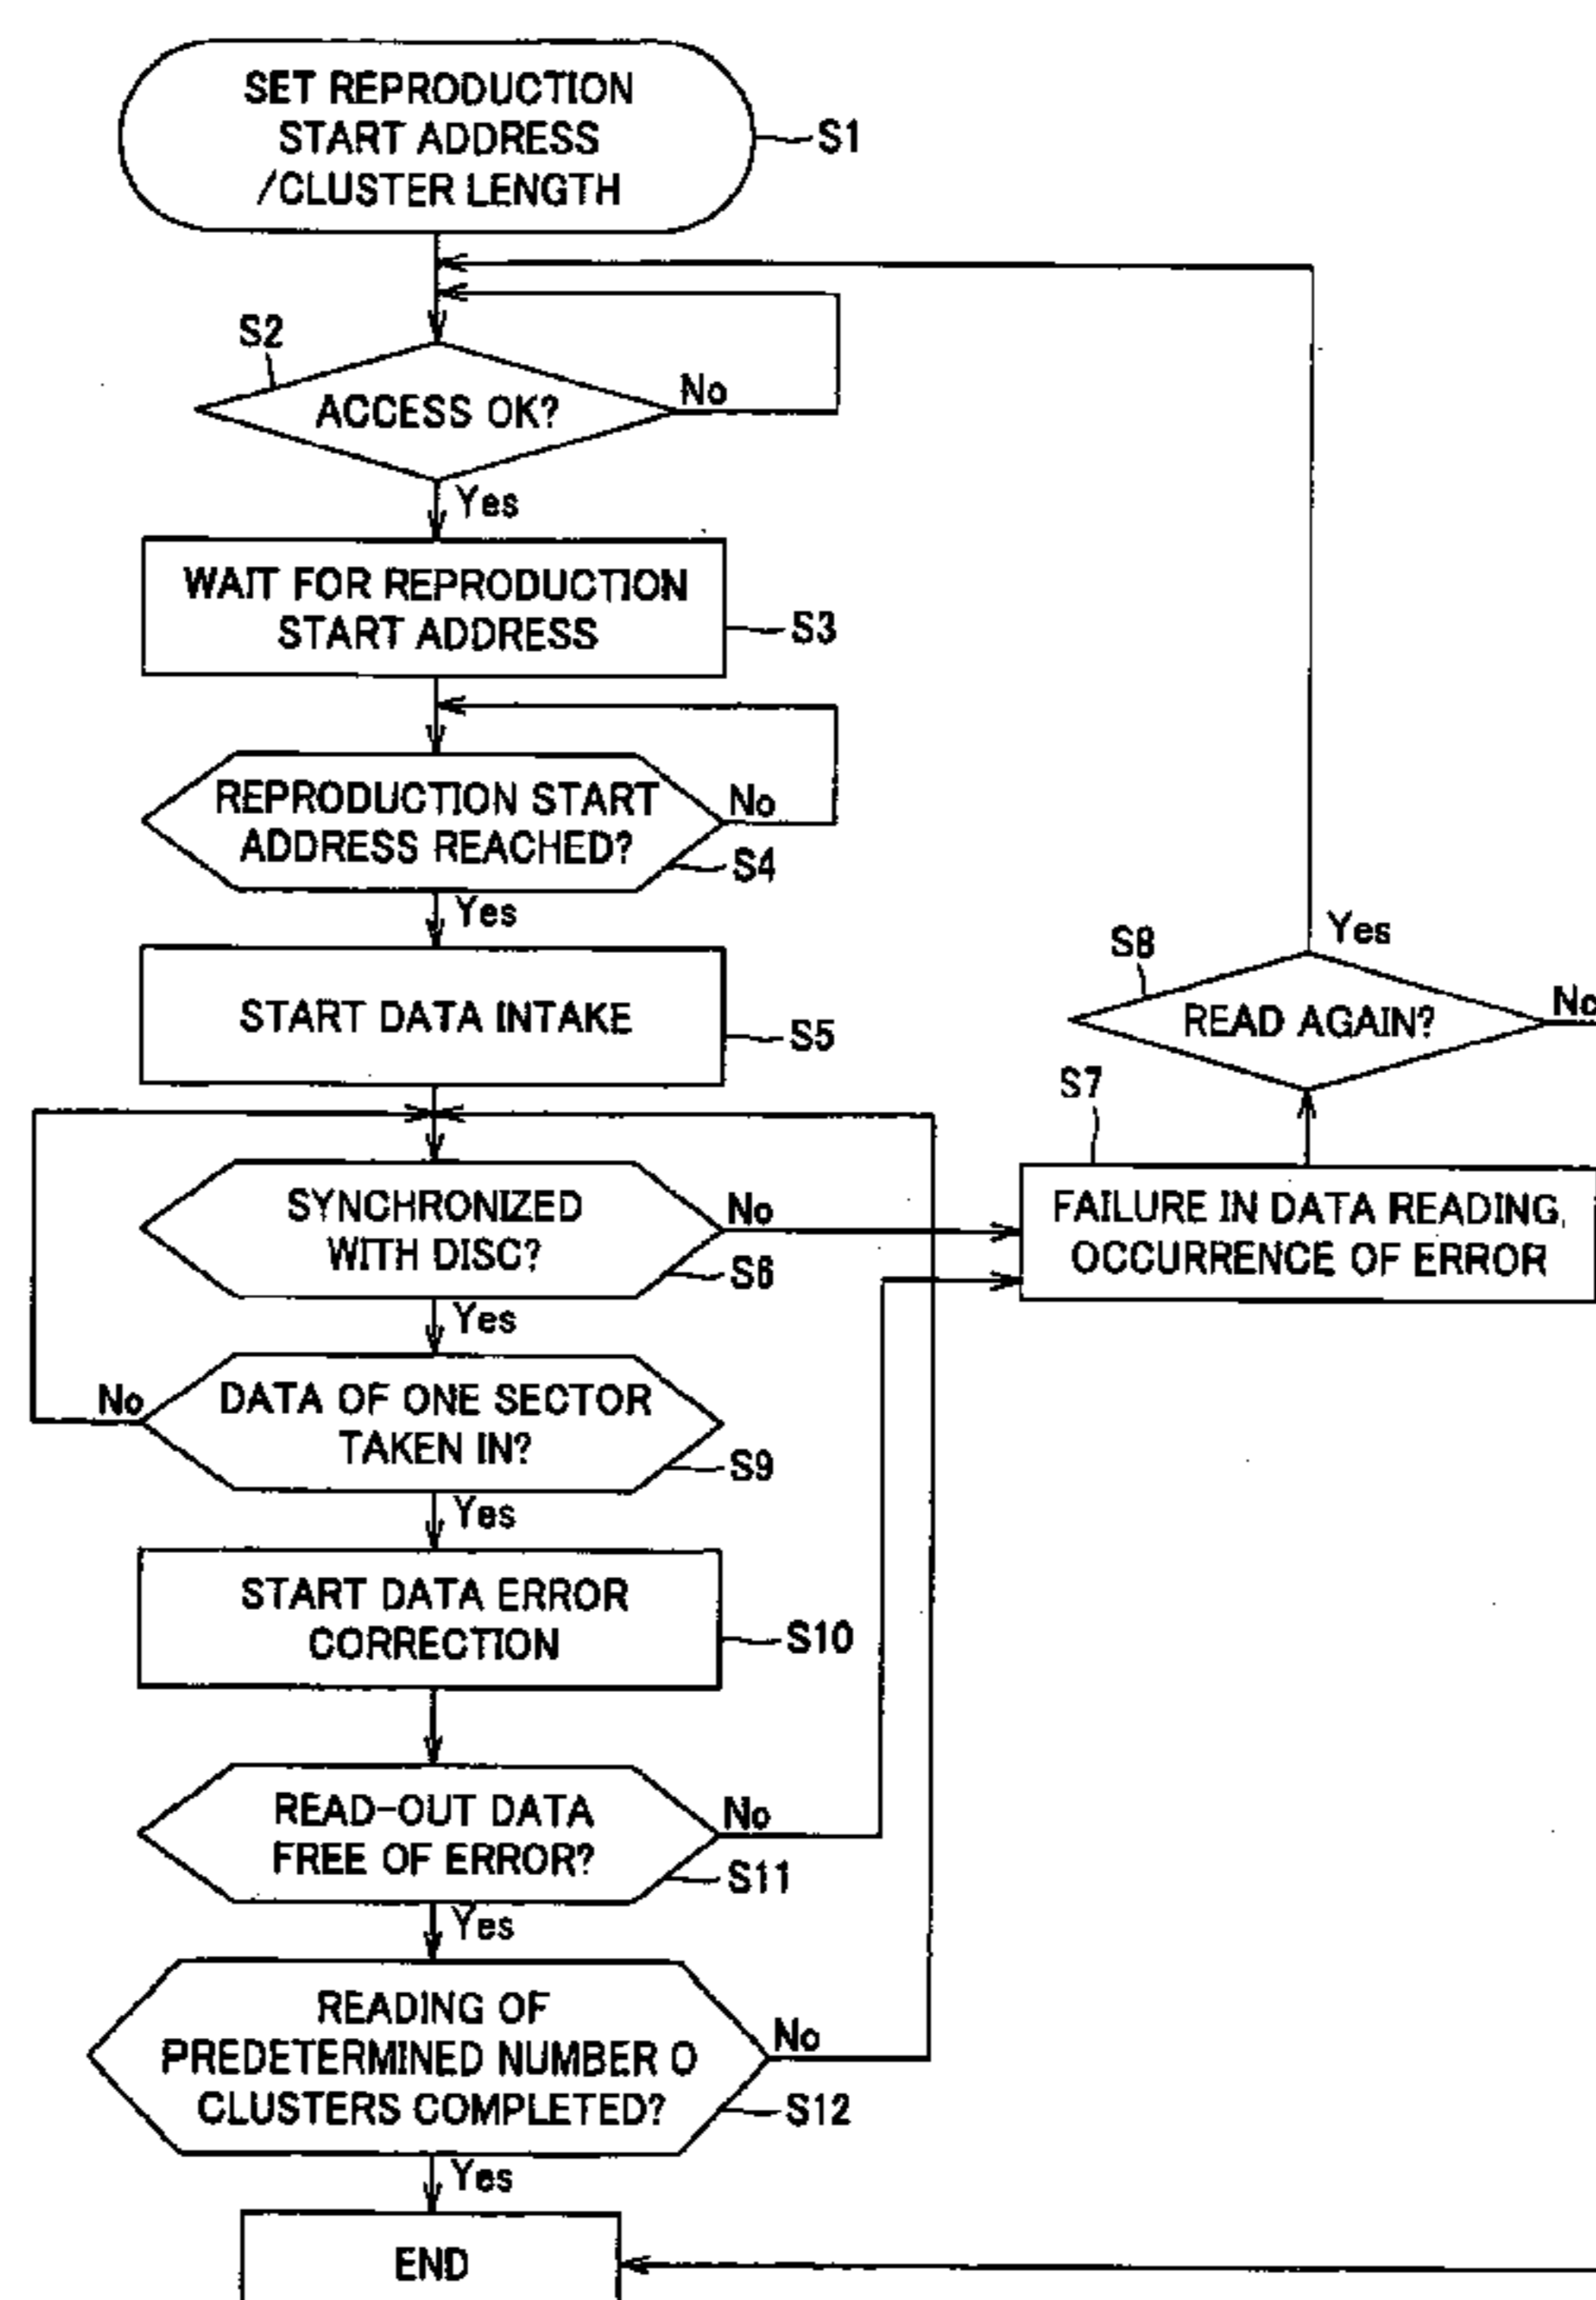 SET REPRODUCTION
START ADDRESS
/CLUSTER LENGTH
S1
S2
ACCESS OK?
No
Yes
WAIT FOR REPRODUCTION
START ADDRESS
S3
REPRODUCTION START
ADDRESS REACHED?
No
S4
Yes
START DATA INTAKE
S5
S8
Yes
READ AGAIN?
No
S7
FAILURE IN DATA READING,
OCCURRENCE OF ERROR
SYNCHRONIZED
WITH DISC?
No
S6
Yes
No
DATA OF ONE SECTOR
TAKEN IN?
S9
Yes
START DATA ERROR
CORRECTION
S10
READ-OUT DATA
FREE OF ERROR?
No
S11
Yes
READING OF
PREDETERMINED NUMBER O
CLUSTERS COMPLETED?
No
S12
Yes
END